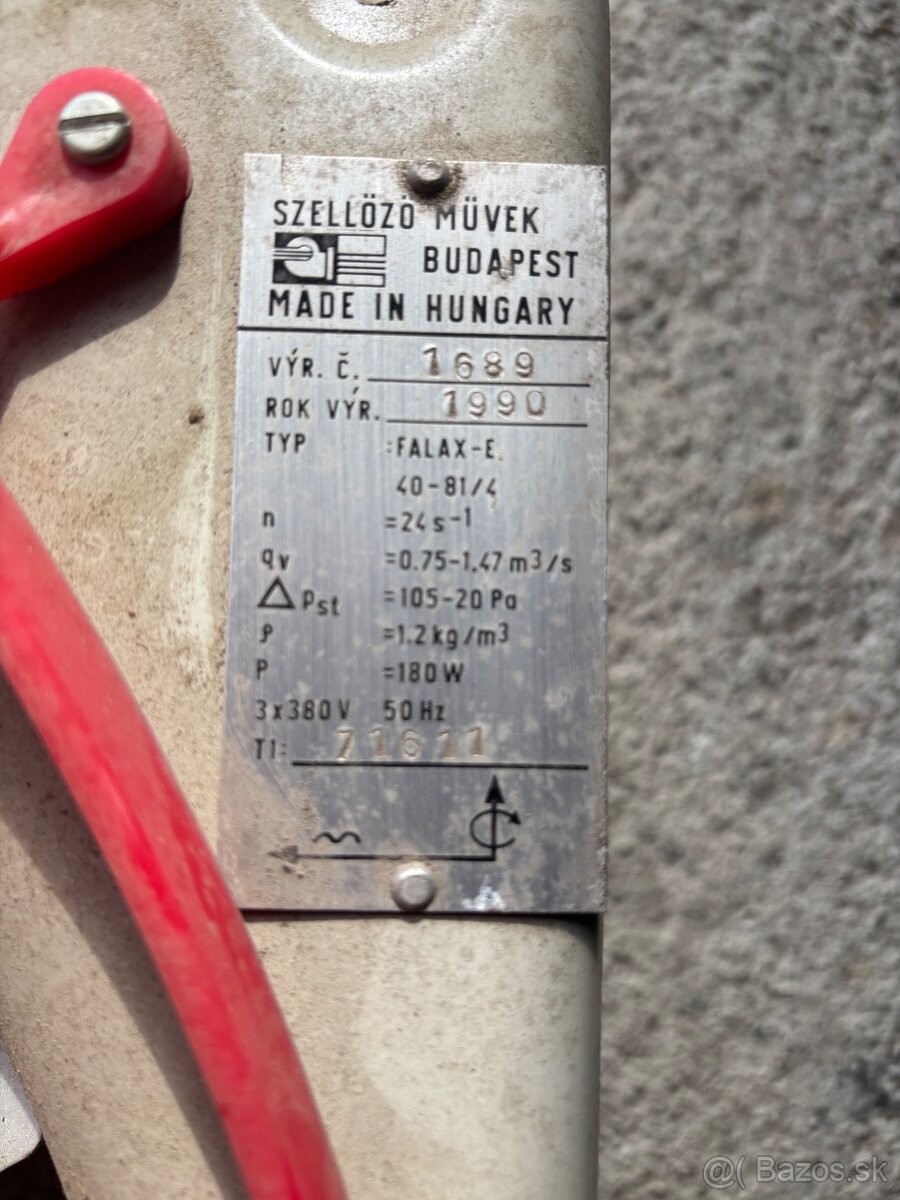 SZELLŐZŐ MŰVEK
BUDAPEST
MADE IN HUNGARY
VÝR. Č. 1689
ROK VÝR. 1990
TYP :FALAX-E
40-81/4
n =24 s-1
qv =0.75-1.47 m3/s
△ pst =105-20 Pa
ρ =1.2 kg/m3
P =180 W
3x380V 50 Hz
T1: 71611
@( Bazos.sk